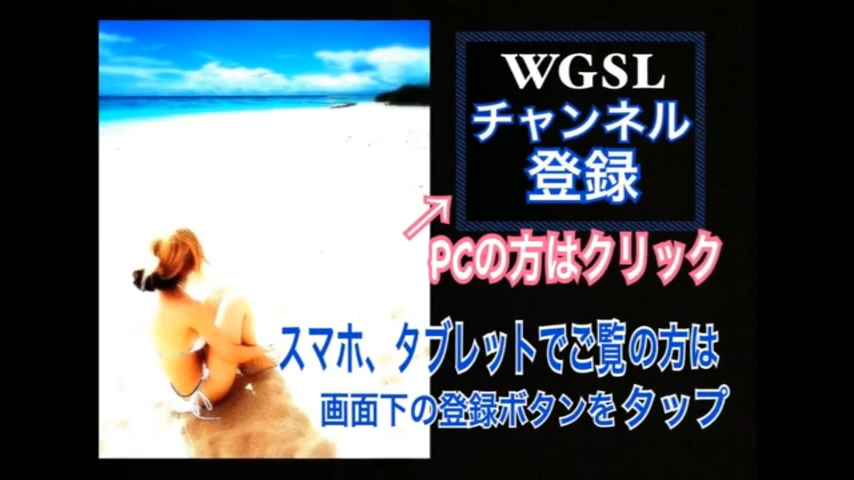 WGSL
チャンネル
登録
PCの方はクリック
スマホ、タブレットでご覧の方は
画面下の登録ボタンをタップ